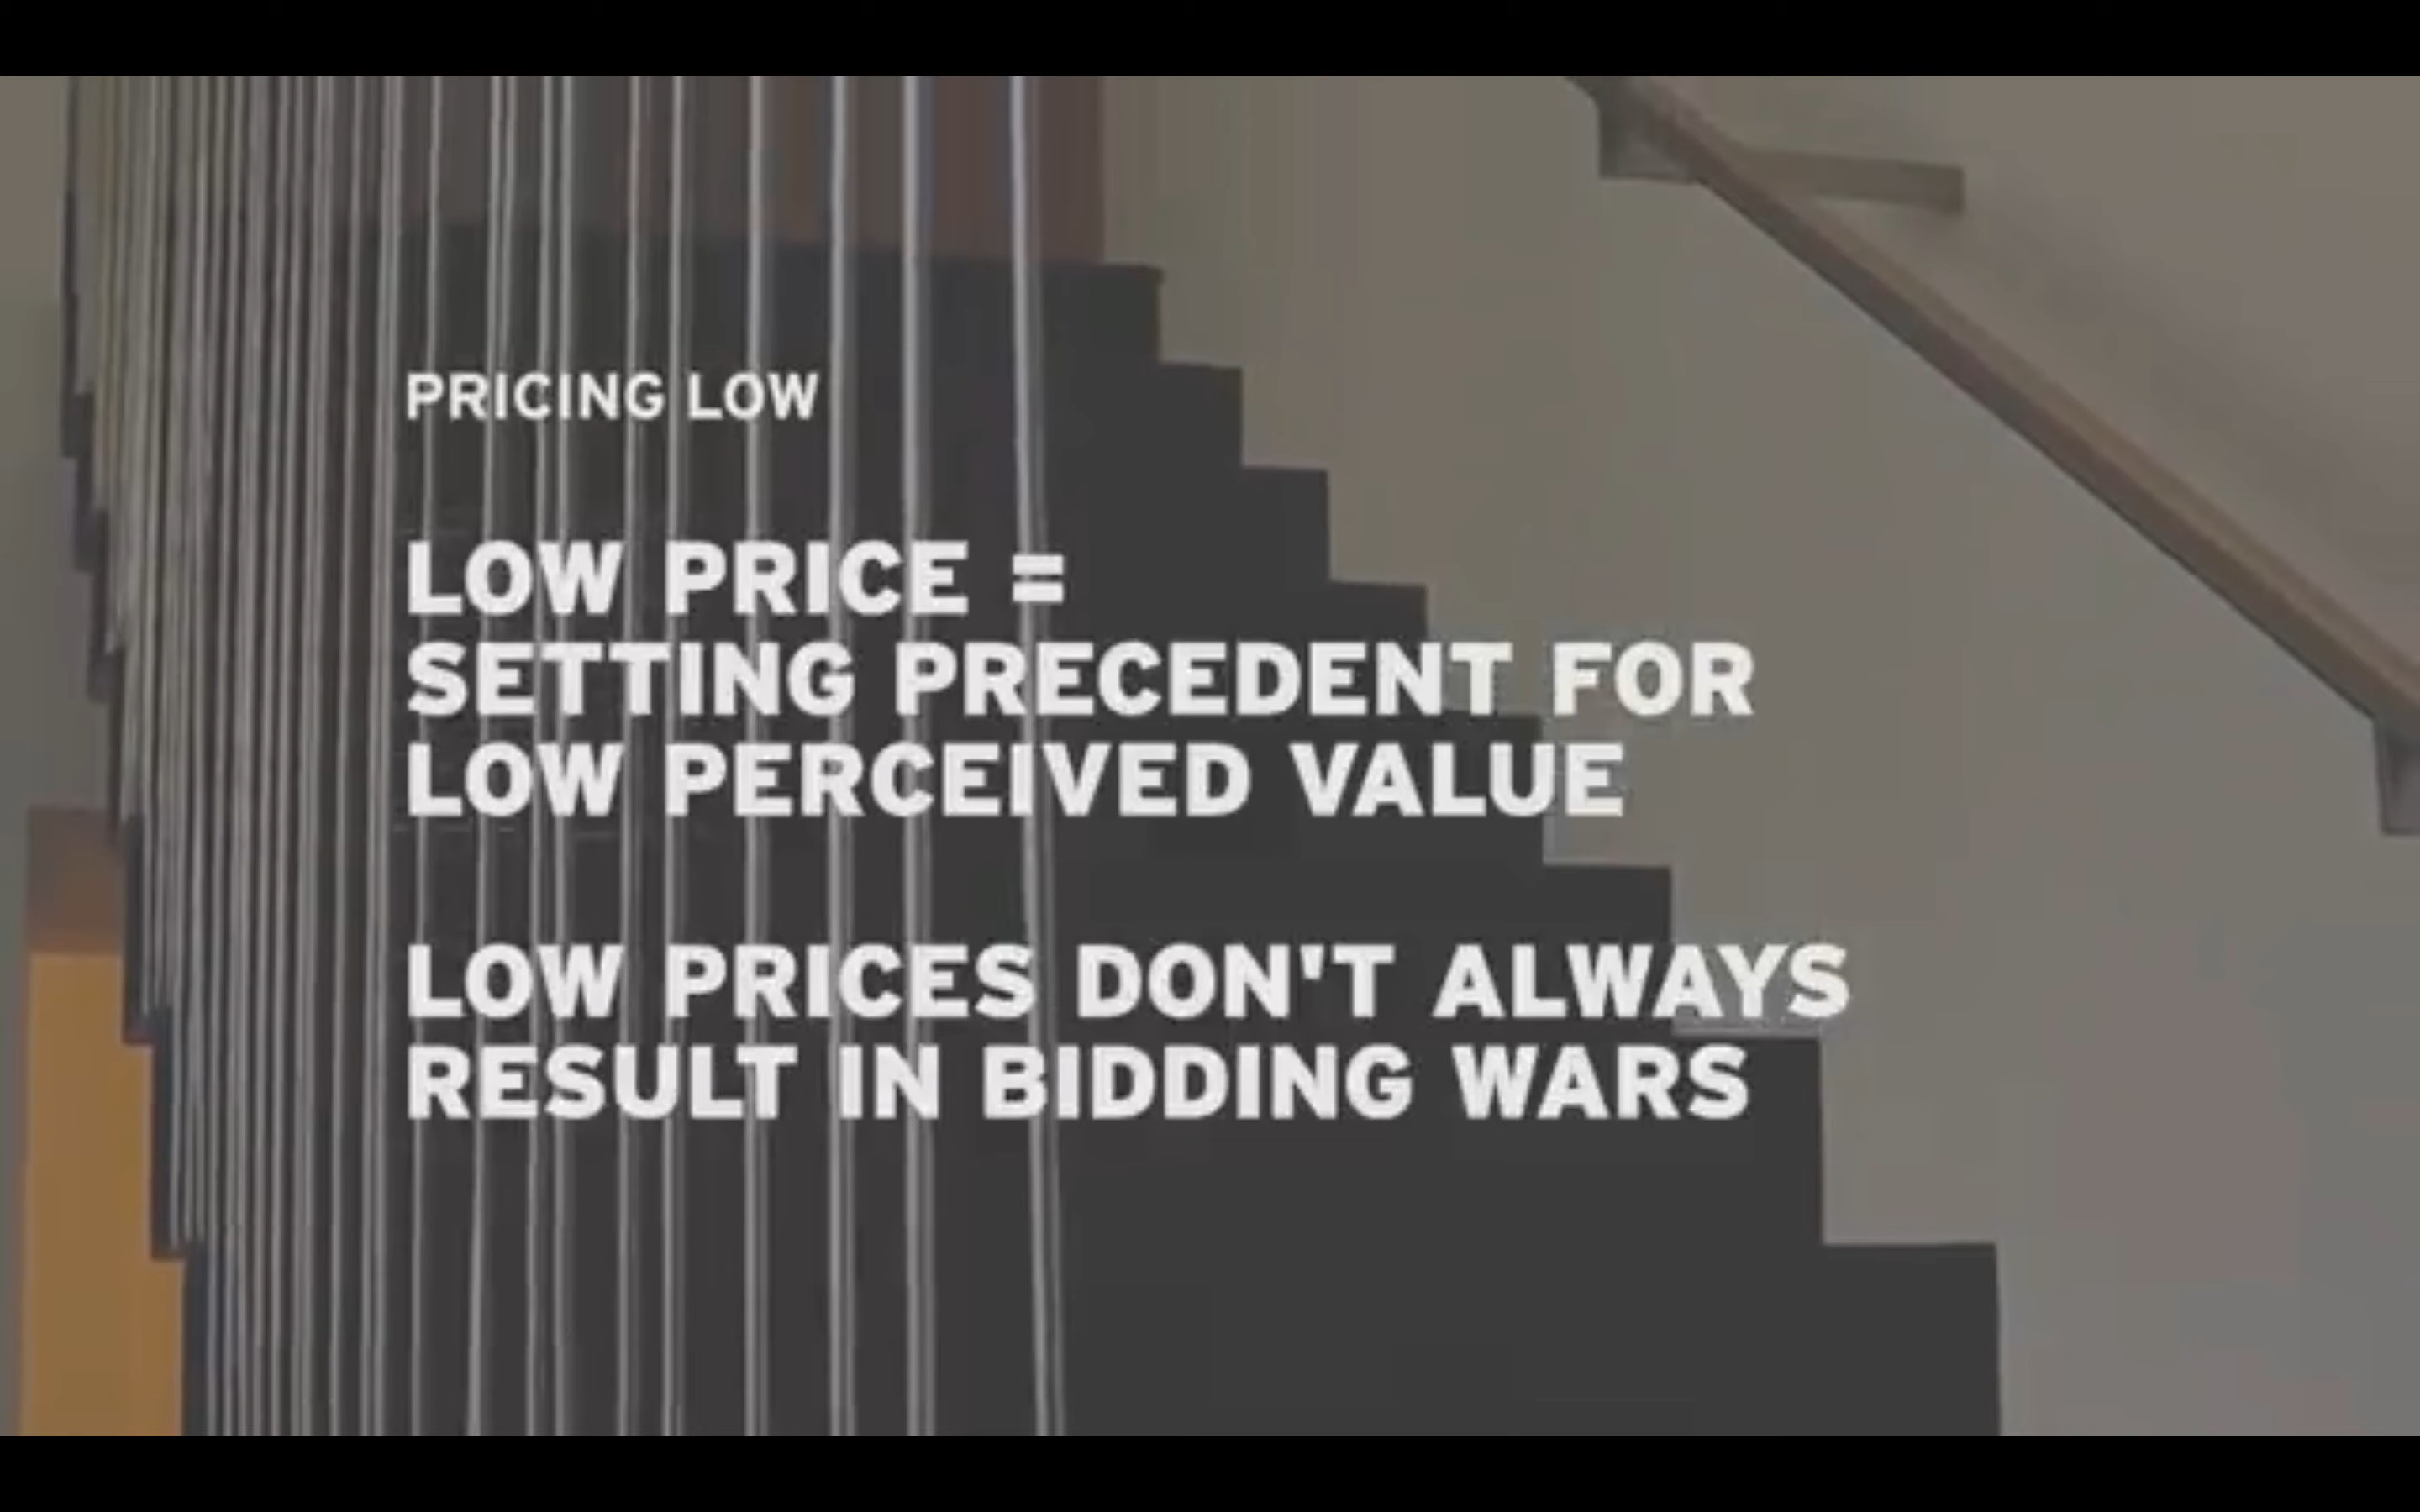 PRICING LOW
LOW PRICE =
SETTING PRECEDENT FOR
LOW PERCEIVED VALUE
LOW PRICES DON'T ALWAYS
RESULT IN BIDDING WARS